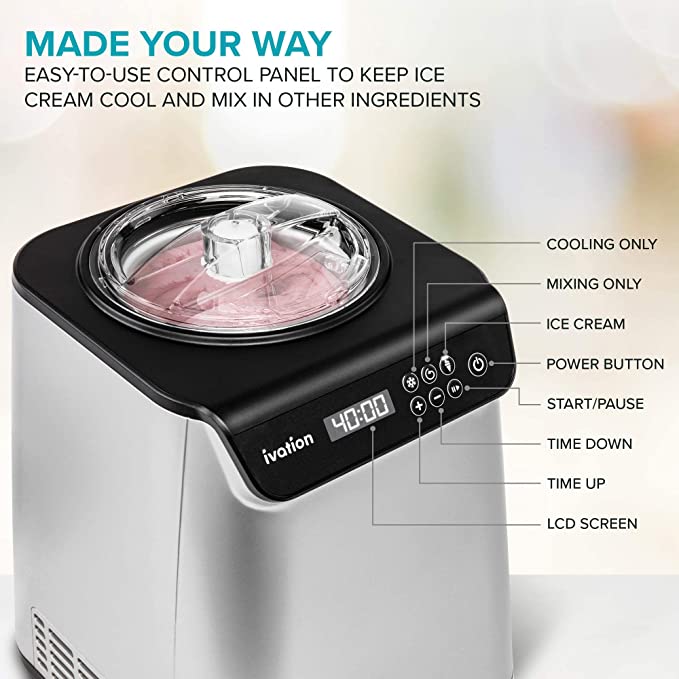 MADE YOUR WAY
EASY-TO-USE CONTROL PANEL TO KEEP ICE
CREAM COOL AND MIX IN OTHER INGREDIENTS
COOLING ONLY
MIXING ONLY
ICE CREAM
POWER BUTTON
START/PAUSE
TIME DOWN
TIME UP
LCD SCREEN
ivation
40:00